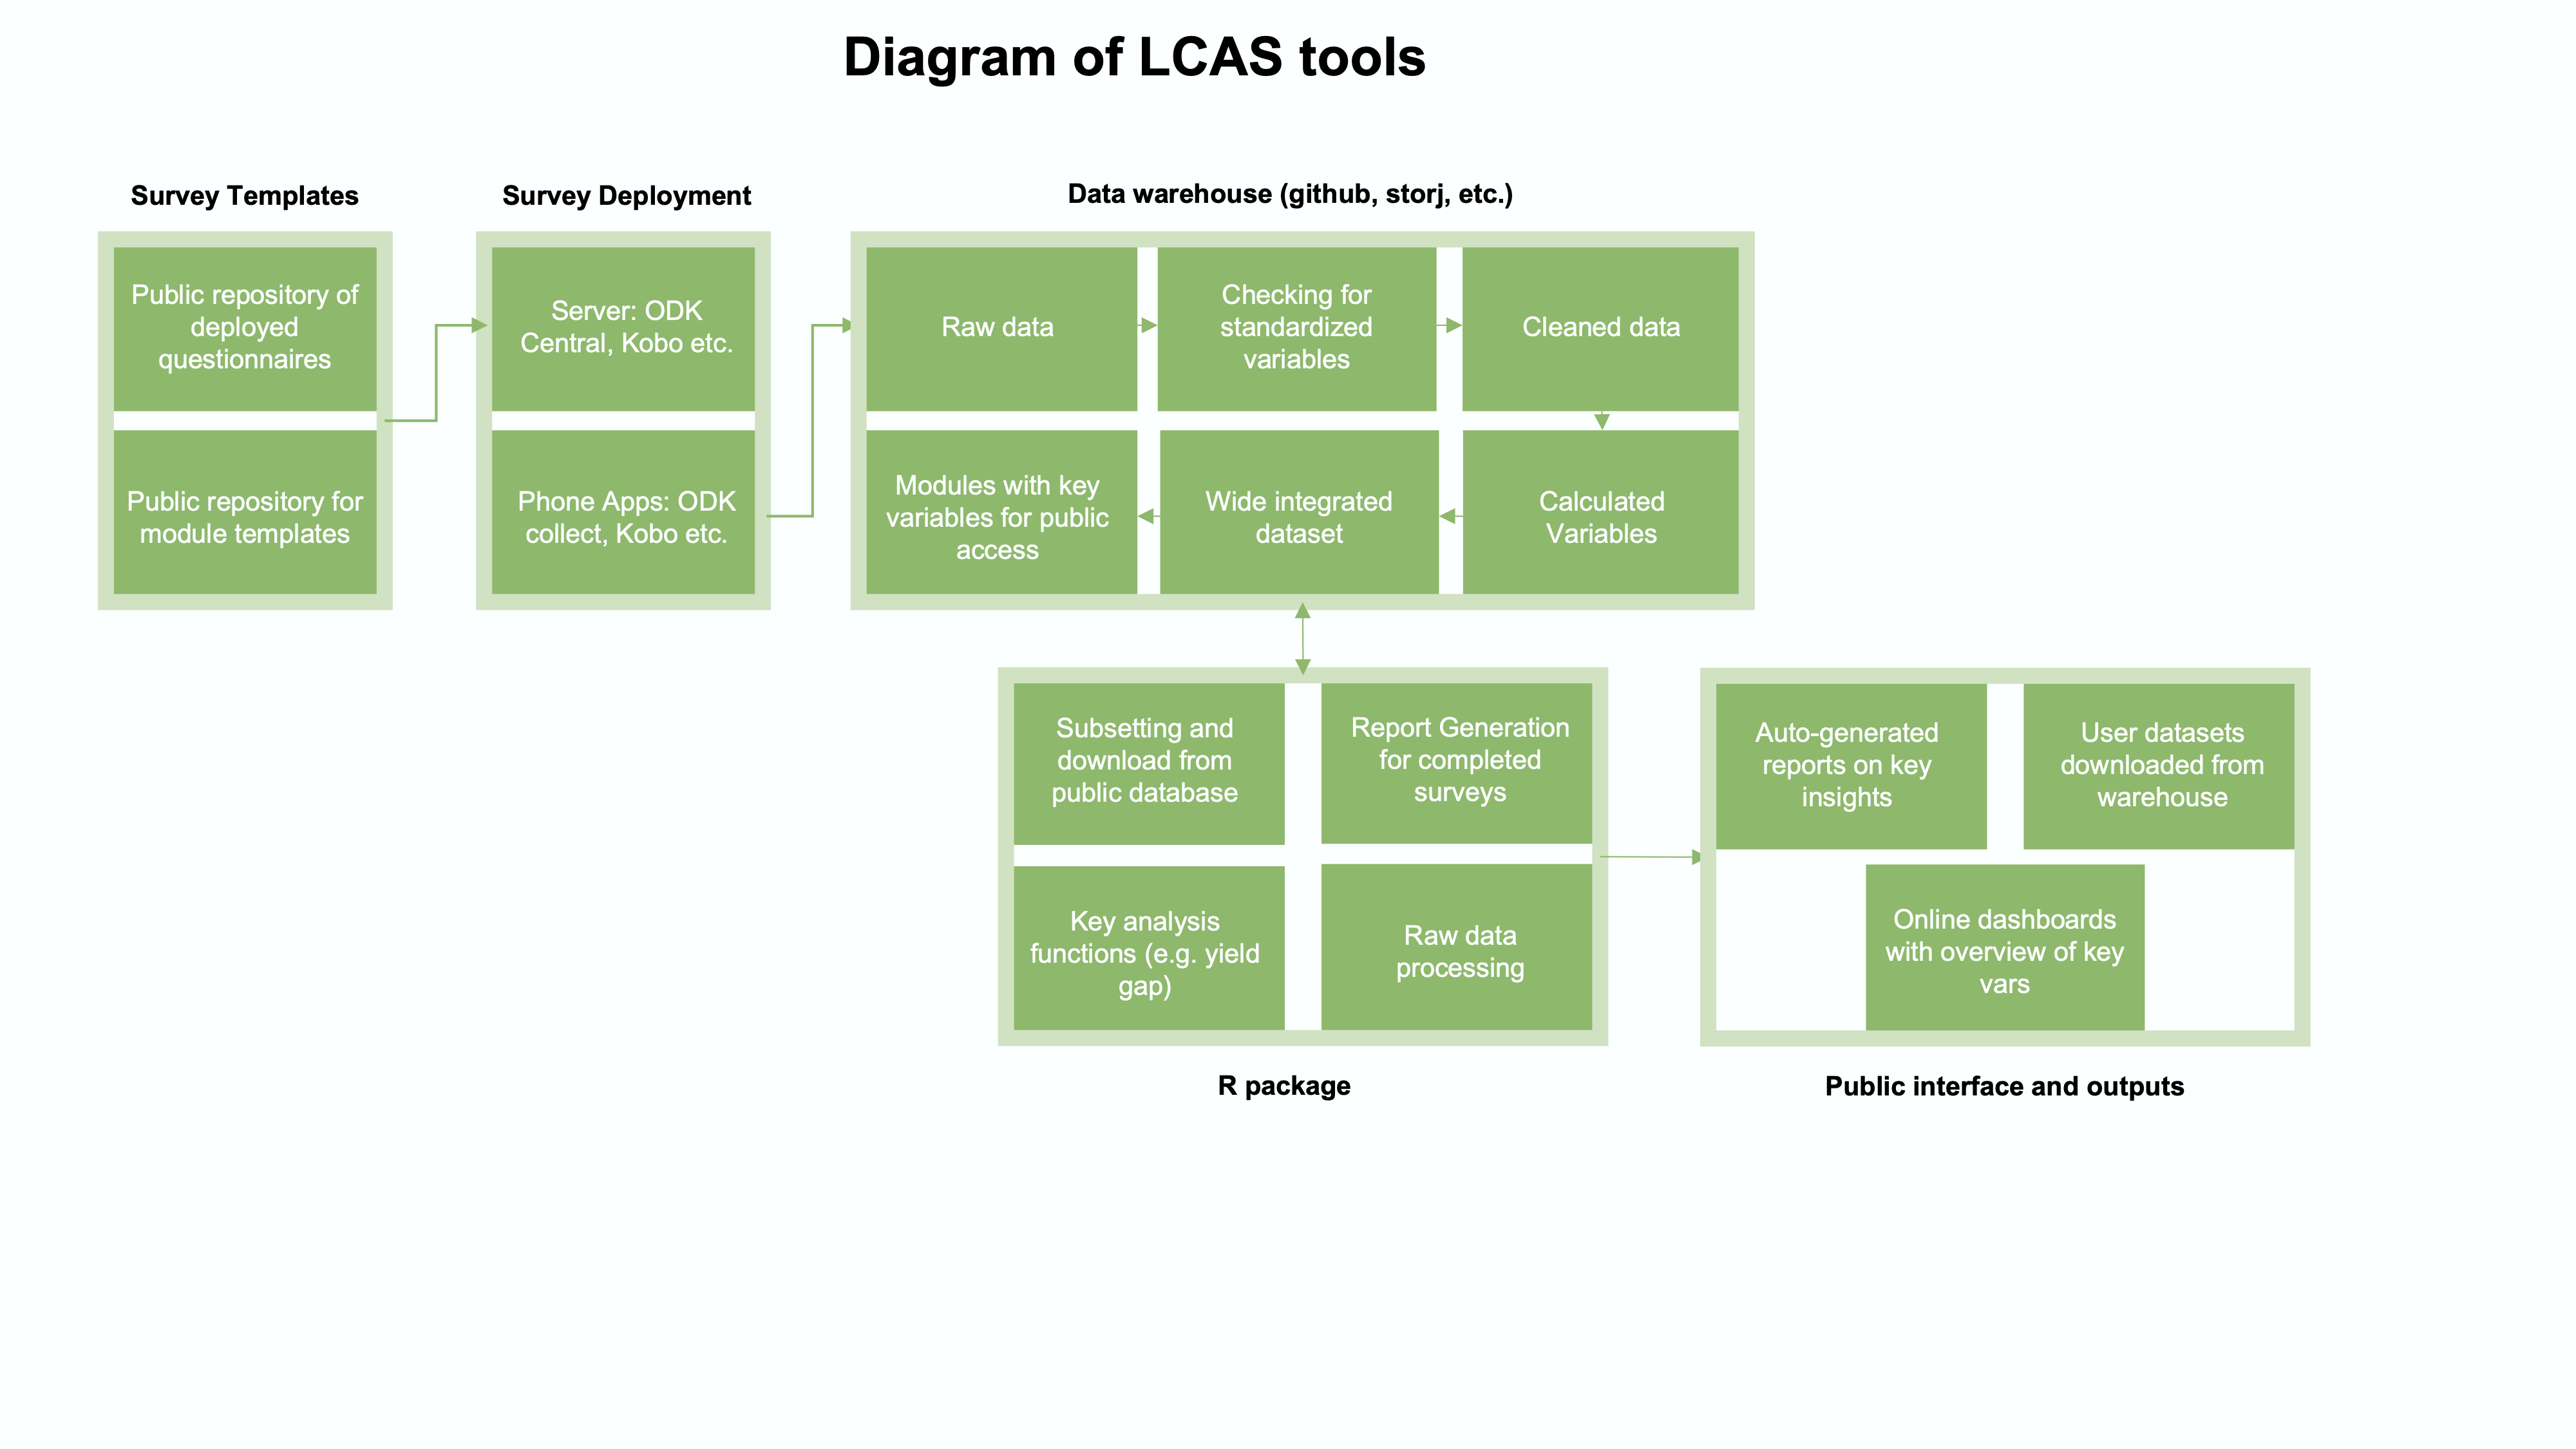 Diagram of LCAS tools
Survey Templates
Public repository of
deployed
questionnaires
Public repository for
module templates
Survey Deployment
Server: ODK
Central, Kobo etc.
Phone Apps: ODK
collect, Kobo etc.
Data warehouse (github, storj, etc.)
Raw data
Checking for
standardized
variables
Cleaned data
Modules with key
variables for public
access
Wide integrated
dataset
Calculated
Variables
Subsetting and
download from
public database
Report Generation
for completed
surveys
Key analysis
functions (e.g. yield
gap)
Raw data
processing
R package
Auto-generated
reports on key
insights
User datasets
downloaded from
warehouse
Online dashboards
with overview of key
vars
Public interface and outputs